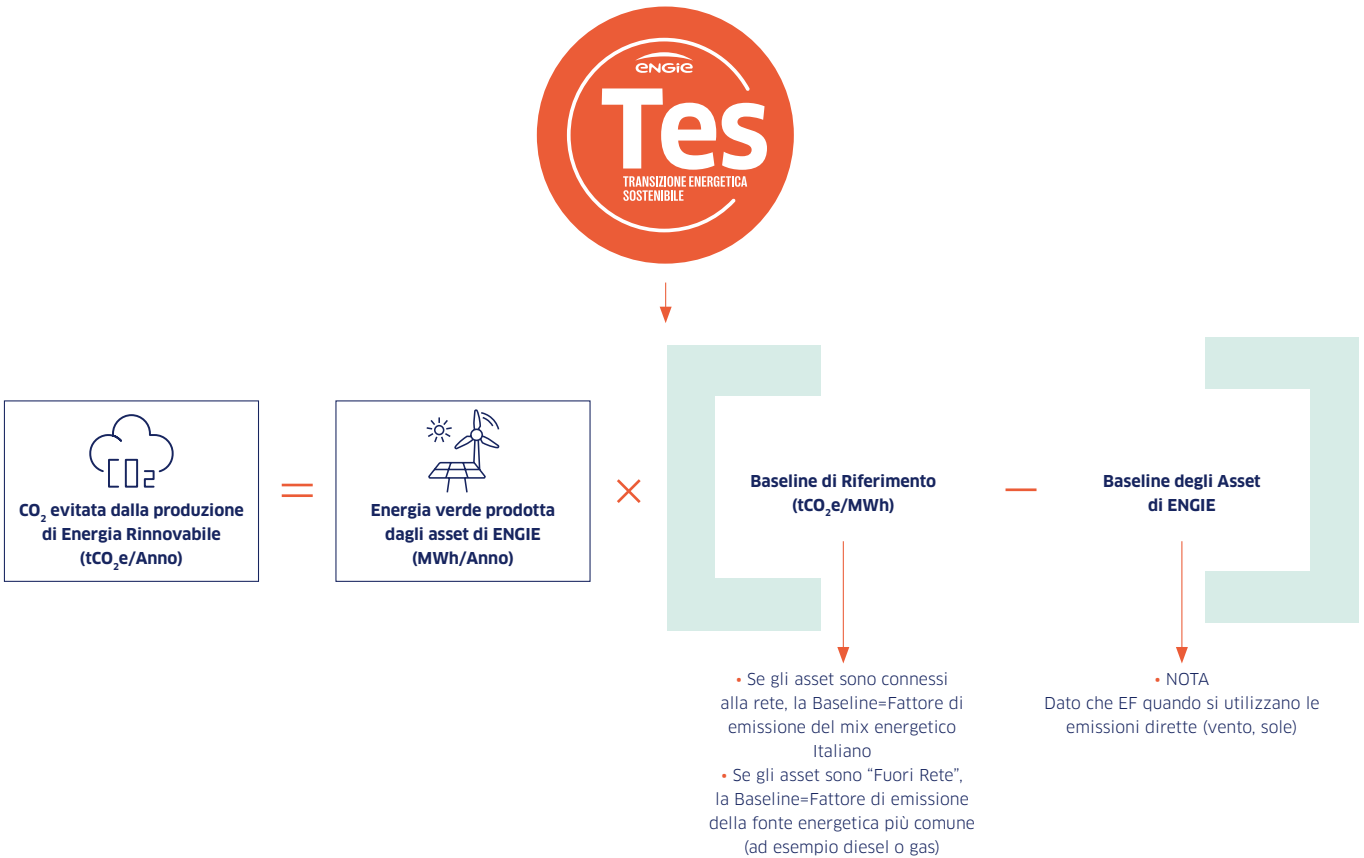 ENGIE
Tes
TRANSIZIONE ENERGETICA
SOSTENIBILE
CO2
CO₂ evitata dalla produzione
di Energia Rinnovabile
(tCO₂e/Anno)
=
Energia verde prodotta
dagli asset di ENGIE
(MWh/Anno)
×
Baseline di Riferimento
(tCO₂e/MWh)
—
Baseline degli Asset
di ENGIE
• Se gli asset sono connessi
alla rete, la Baseline=Fattore di
emissione del mix energetico
Italiano
• Se gli asset sono “Fuori Rete”,
la Baseline=Fattore di emissione
della fonte energetica più comune
(ad esempio diesel o gas)
• NOTA
Dato che EF quando si utilizzano le
emissioni dirette (vento, sole)